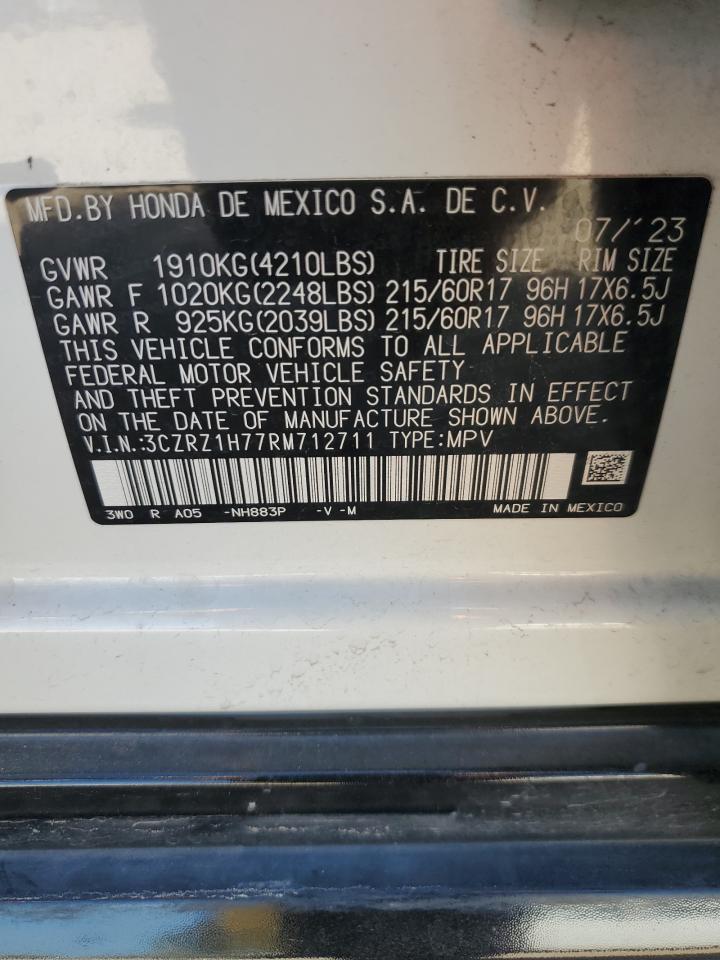 MFD.BY HONDA DE MEXICO S.A. DE C.V.
07/'23
GVWR 1910KG(4210LBS) TIRE SIZE RIM SIZE
GAWR F 1020KG(2248LBS) 215/60R17 96H 17X6.5J
GAWR R 925KG(2039LBS) 215/60R17 96H 17X6.5J
THIS VEHICLE CONFORMS TO ALL APPLICABLE
FEDERAL MOTOR VEHICLE SAFETY
AND THEFT PREVENTION STANDARDS IN EFFECT
ON THE DATE OF MANUFACTURE SHOWN ABOVE.
V.I.N.:3CZRZ1H77RM712711 TYPE:MPV
3W0 R A05 -NH883P -V -M MADE IN MEXICO